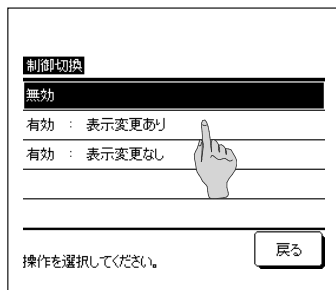 制御切換
無効
有効 : 表示変更あり
有効 : 表示変更なし
操作を選択してください。
戻る